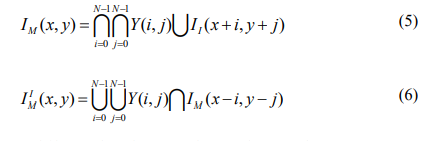 I_M(x,y)=⋂_{i=0}^{N-1}⋂_{j=0}^{N-1}Y(i,j)⋃I_I(x+i,y+j) (5)
I_M^I(x,y)=⋃_{i=0}^{N-1}⋃_{j=0}^{N-1}Y(i,j)⋂I_M(x-i,y-j) (6)